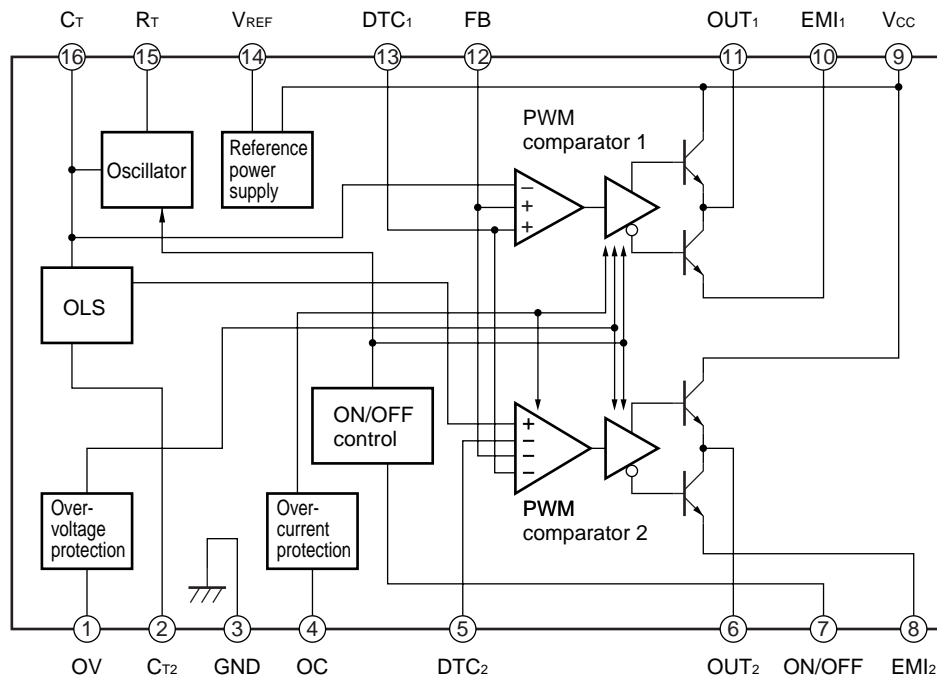 CT RT VREF DTC1 FB OUT1 EMI1 VCC
16 15 14 13 12 11 10 9
PWM
comparator 1
Oscillator
Reference
power
supply
−
+
+
OLS
ON/OFF
control
+
−
−
−
Over-
voltage
protection
Over-
current
protection
PWM
comparator 2
1 2 3 4 5 6 7 8
OV CT2 GND OC DTC2 OUT2 ON/OFF EMI2